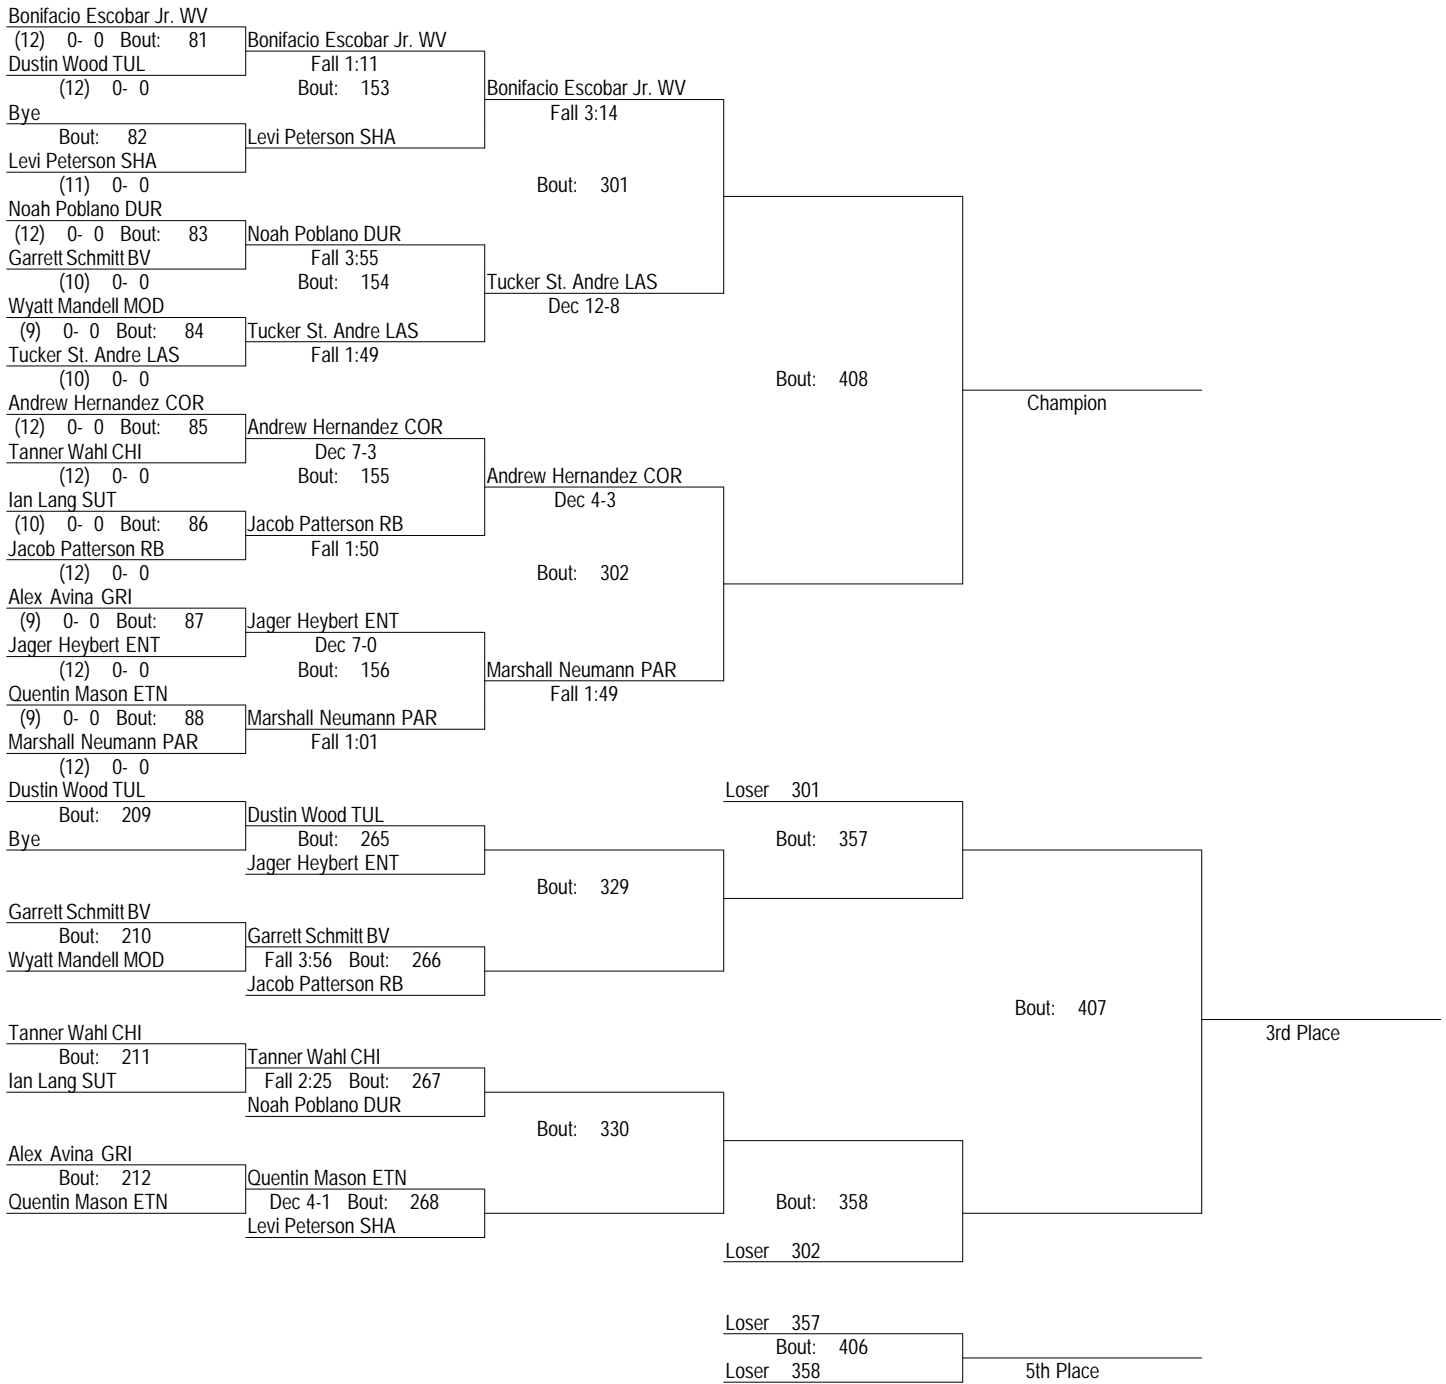 Bonifacio Escobar Jr. WV
(12) 0- 0 Bout: 81 Bonifacio Escobar Jr. WV
Dustin Wood TUL Fall 1:11
(12) 0- 0 Bout: 153 Bonifacio Escobar Jr. WV
Bye Fall 3:14
Bout: 82 Levi Peterson SHA
Levi Peterson SHA
(11) 0- 0 Bout: 301
Noah Poblano DUR
(12) 0- 0 Bout: 83 Noah Poblano DUR
Garrett Schmitt BV Fall 3:55
(10) 0- 0 Bout: 154 Tucker St. Andre LAS
Wyatt Mandell MOD Dec 12-8
(9) 0- 0 Bout: 84 Tucker St. Andre LAS
Tucker St. Andre LAS Fall 1:49
(10) 0- 0 Bout: 408
Andrew Hernandez COR Champion
(12) 0- 0 Bout: 85 Andrew Hernandez COR
Tanner Wahl CHI Dec 7-3
(12) 0- 0 Bout: 155 Andrew Hernandez COR
Ian Lang SUT Dec 4-3
(10) 0- 0 Bout: 86 Jacob Patterson RB
Jacob Patterson RB Fall 1:50
(12) 0- 0 Bout: 302
Alex Avina GRI
(9) 0- 0 Bout: 87 Jager Heybert ENT
Jager Heybert ENT Dec 7-0
(12) 0- 0 Bout: 156 Marshall Neumann PAR
Quentin Mason ETN Fall 1:49
(9) 0- 0 Bout: 88 Marshall Neumann PAR
Marshall Neumann PAR Fall 1:01
(12) 0- 0
Dustin Wood TUL Loser 301
Bout: 209 Dustin Wood TUL
Bye Bout: 265 Bout: 357
Jager Heybert ENT
Bout: 329
Garrett Schmitt BV
Bout: 210 Garrett Schmitt BV
Wyatt Mandell MOD Fall 3:56 Bout: 266
Jacob Patterson RB
Bout: 407
Tanner Wahl CHI 3rd Place
Bout: 211 Tanner Wahl CHI
Ian Lang SUT Fall 2:25 Bout: 267
Noah Poblano DUR
Bout: 330
Alex Avina GRI
Bout: 212 Quentin Mason ETN
Quentin Mason ETN Dec 4-1 Bout: 268 Bout: 358
Levi Peterson SHA
Loser 302
Loser 357
Bout: 406
Loser 358 5th Place